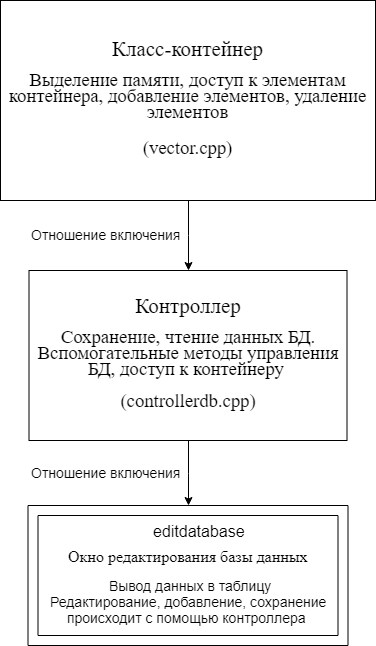 Класс-контейнер
Выделение памяти, доступ к элементам
контейнера, добавление элементов, удаление
элементов
(vector.cpp)
Отношение включения
Контроллер
Сохранение, чтение данных БД.
Вспомогательные методы управления
БД, доступ к контейнеру
(controllerdb.cpp)
Отношение включения
editdatabase
Окно редактирования базы данных
Вывод данных в таблицу
Редактирование, добавление, сохранение
происходит с помощью контроллера